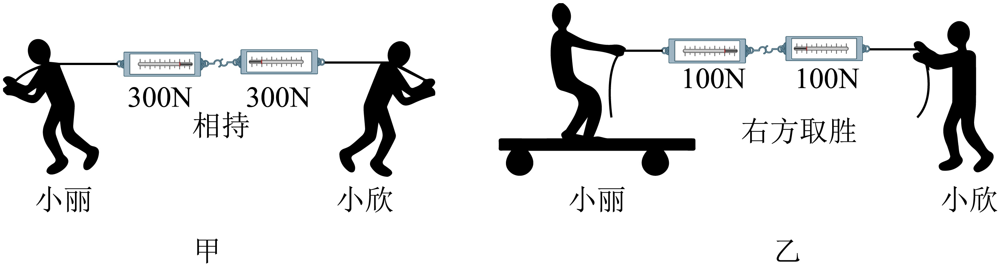 300N 300N
相持
小丽 小欣
甲
100N 100N
右方取胜
小丽 小欣
乙